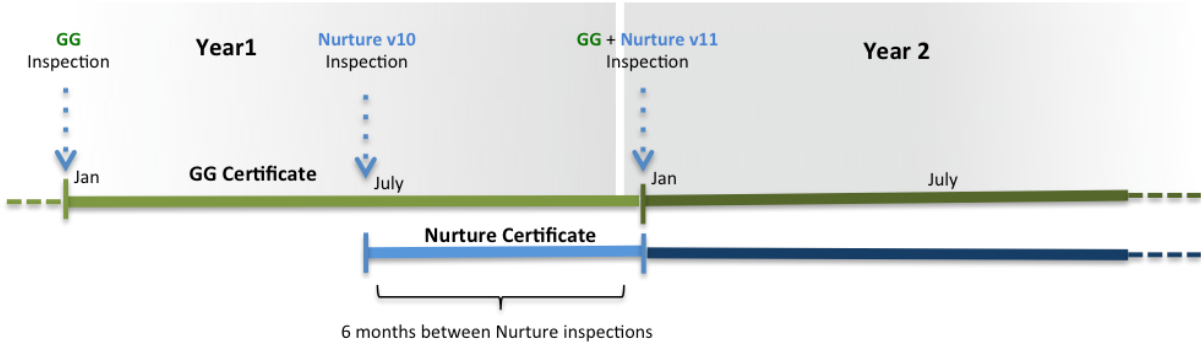 GG
Inspection
Year1
Nurture v10
Inspection
GG + Nurture v11
Inspection
Year 2
Jan
GG Certificate
July
Jan
July
Nurture Certificate
6 months between Nurture inspections